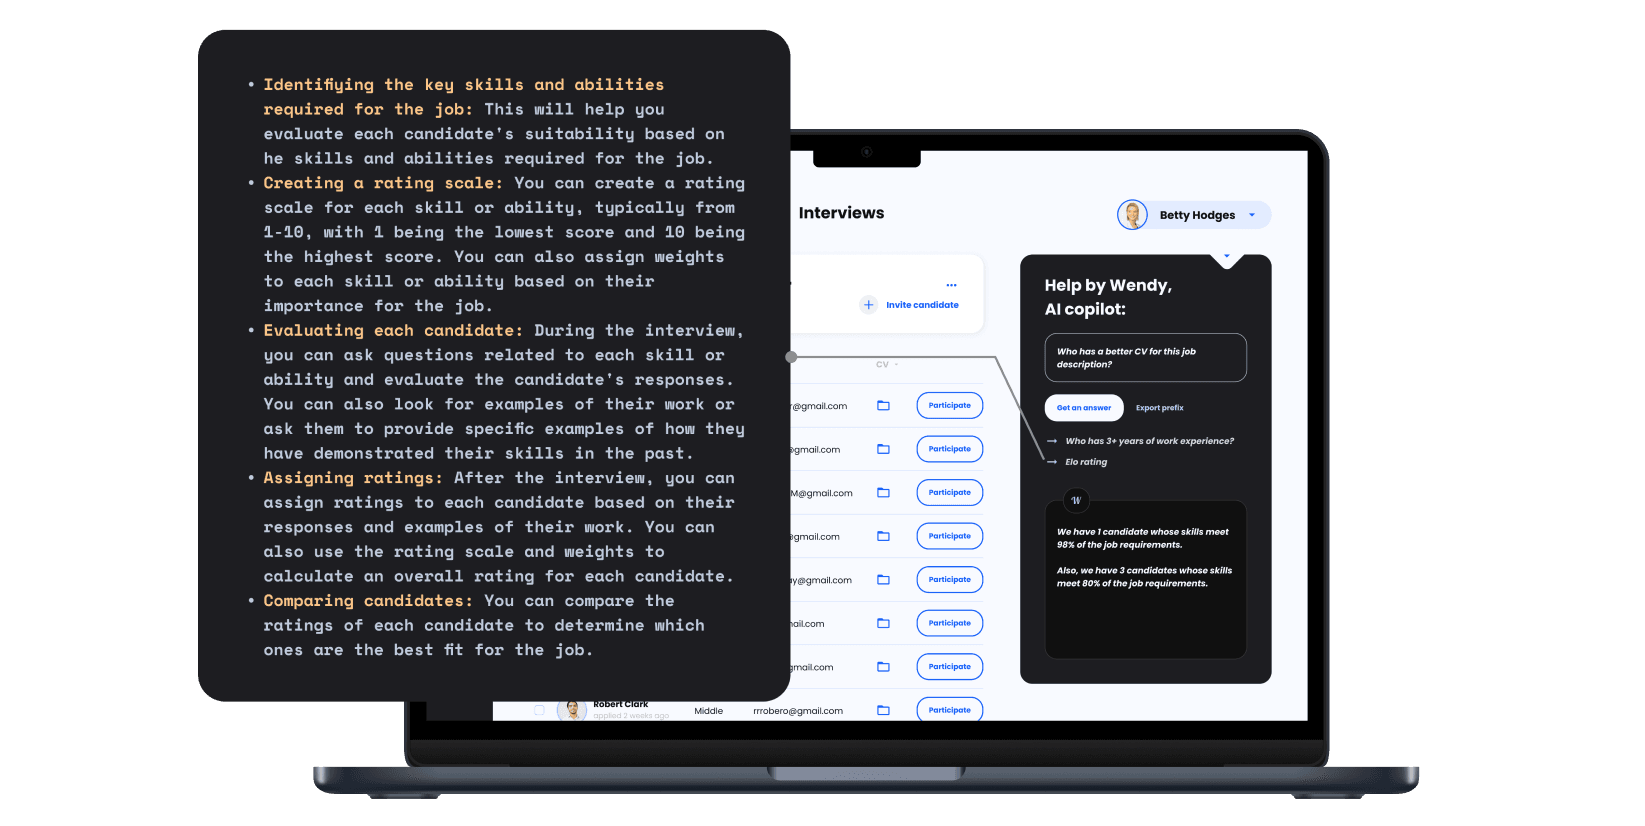 • Identifiying the key skills and abilities
required for the job: This will help you
evaluate each candidate's suitability based on
he skills and abilities required for the job.
• Creating a rating scale: You can create a rating
scale for each skill or ability, typically from
1-10, with 1 being the lowest score and 10 being
the highest score. You can also assign weights
to each skill or ability based on their
importance for the job.
• Evaluating each candidate: During the interview,
you can ask questions related to each skill or
ability and evaluate the candidate's responses.
You can also look for examples of their work or
ask them to provide specific examples of how they
have demonstrated their skills in the past.
• Assigning ratings: After the interview, you can
assign ratings to each candidate based on their
responses and examples of their work. You can
also use the rating scale and weights to
calculate an overall rating for each candidate.
• Comparing candidates: You can compare the
ratings of each candidate to determine which
ones are the best fit for the job.
Interviews
Betty Hodges
Invite candidate
CV
r@gmail.com Participate
@gmail.com Participate
M@gmail.com Participate
@gmail.com Participate
ay@gmail.com Participate
mail.com Participate
gmail.com Participate
Robert Clark
applied 2 weeks ago
Middle rrrobero@gmail.com Participate
Help by Wendy,
AI copilot:
Who has a better CV for this job
description?
Get an answer Export prefix
→ Who has 3+ years of work experience?
→ Elo rating
W
We have 1 candidate whose skills meet
98% of the job requirements.
Also, we have 3 candidates whose skills
meet 80% of the job requirements.